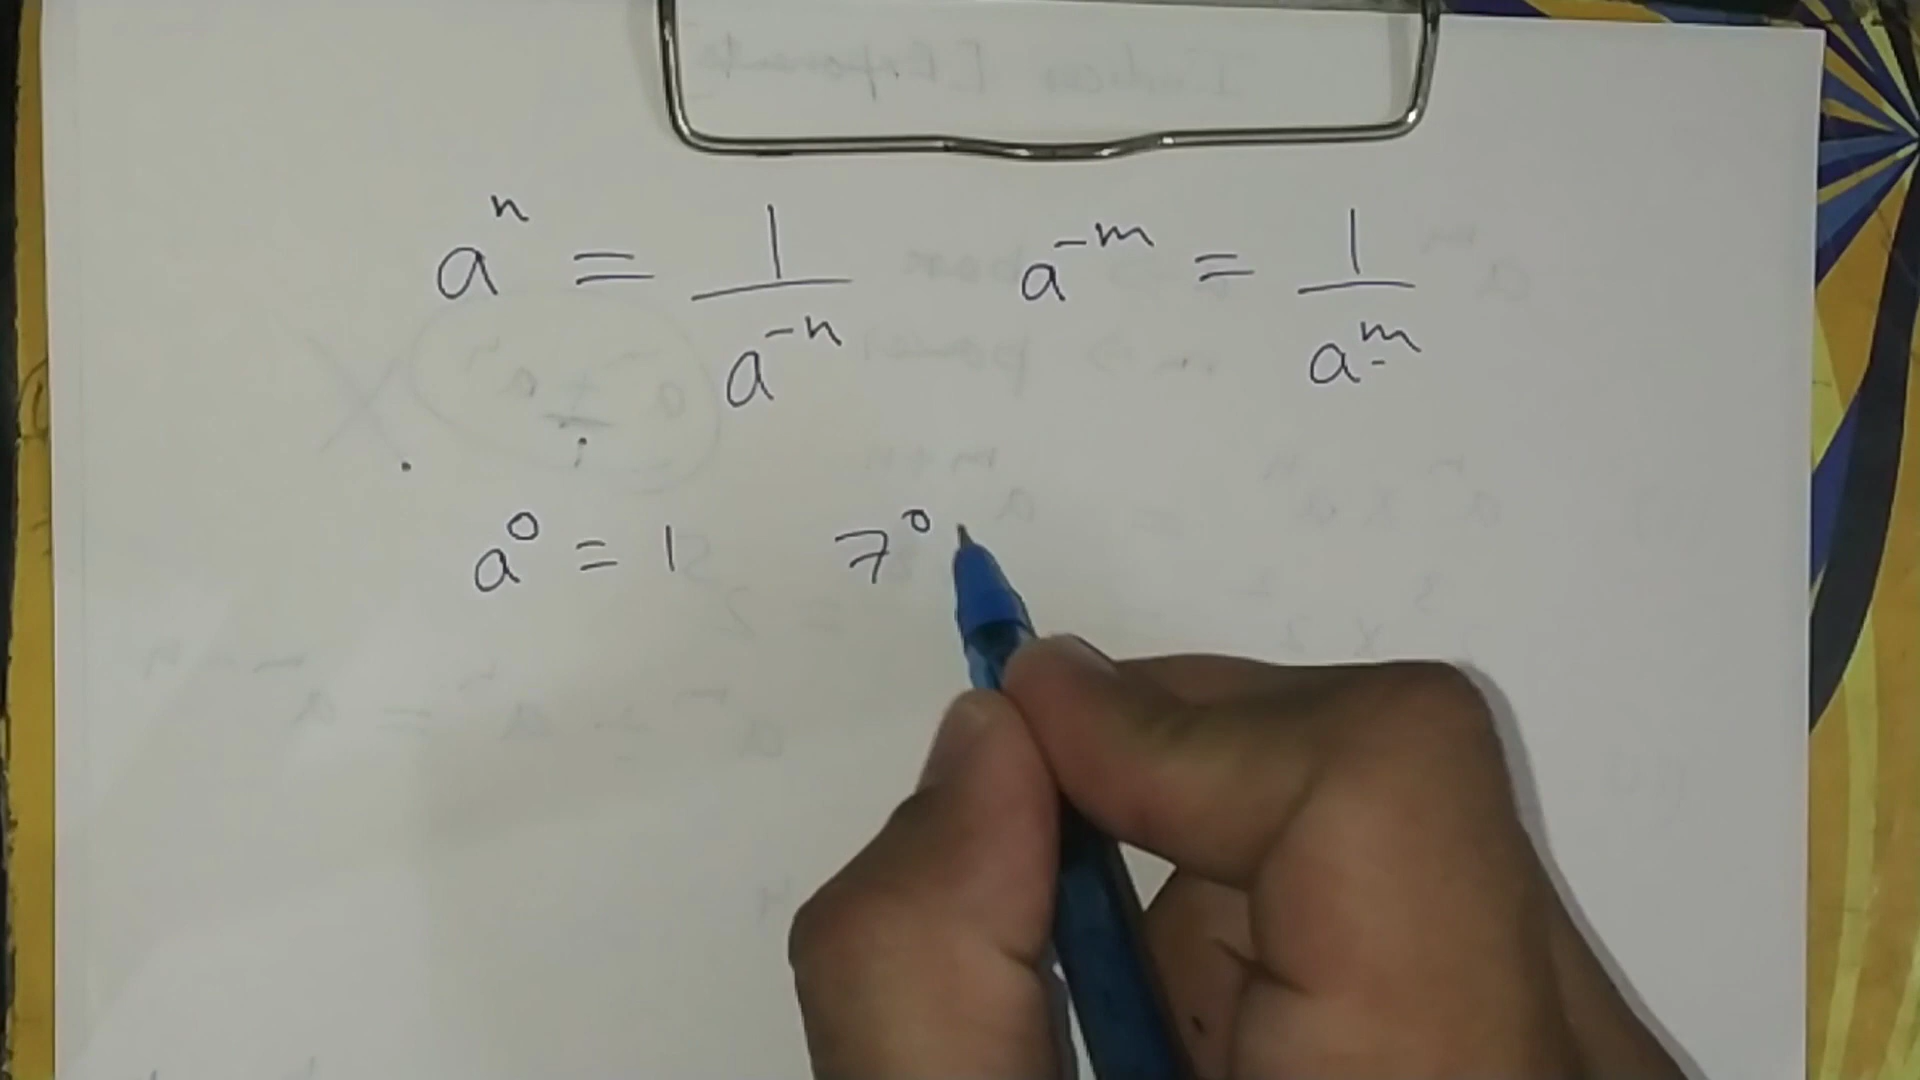 aⁿ = 1/a⁻ⁿ a⁻ᵐ = 1/aᵐ
a⁰ = 1 7⁰